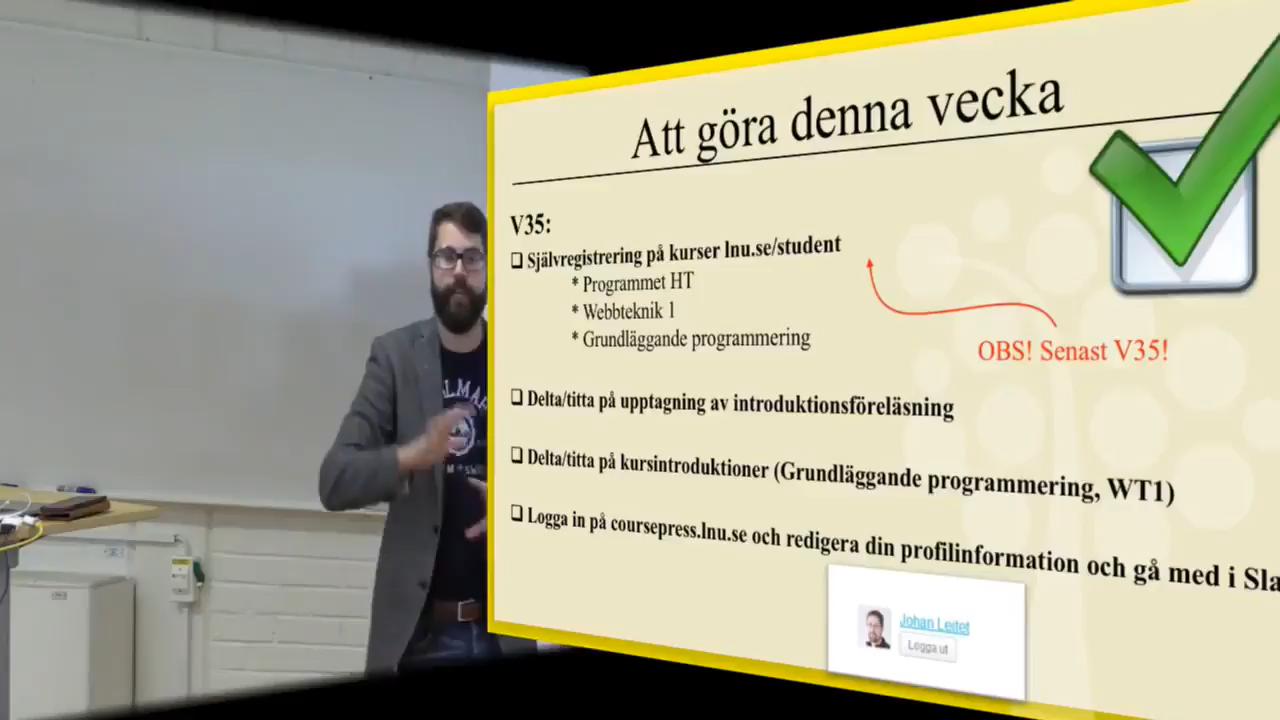 Att göra denna vecka
V35:
Självregistrering på kurser lnu.se/student
* Programmet HT
* Webbteknik 1
* Grundläggande programmering
OBS! Senast V35!
Delta/titta på upptagning av introduktionsföreläsning
Delta/titta på kursintroduktioner (Grundläggande programmering, WT1)
Logga in på coursepress.lnu.se och redigera din profilinformation och gå med i
Johan Leitet
Logga ut